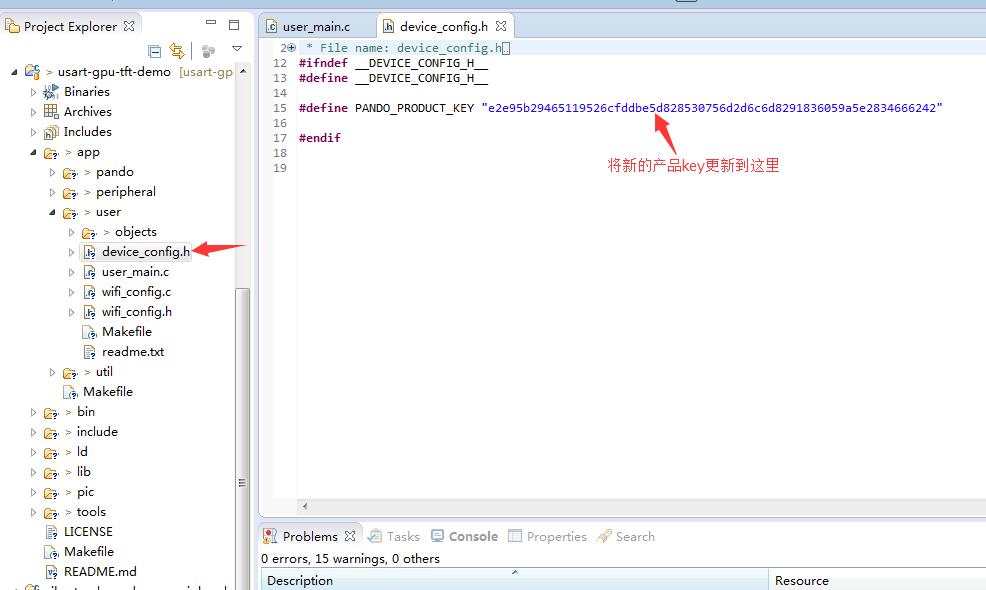 Project Explorer
user_main.c
device_config.h
> usart-gpu-tft-demo [usart-gp
Binaries
Archives
Includes
> app
> pando
> peripheral
> user
> objects
device_config.h
user_main.c
wifi_config.c
wifi_config.h
Makefile
readme.txt
> util
Makefile
> bin
> include
> ld
> lib
> pic
> tools
LICENSE
Makefile
README.md
2 * File name: device_config.h
12 #ifndef __DEVICE_CONFIG_H__
13 #define __DEVICE_CONFIG_H__
14
15 #define PANDO_PRODUCT_KEY "e2e95b29465119526cfddbe5d828530756d2d6c6d8291836059a5e2834666242"
16
17 #endif
18
19
将新的产品key更新到这里
Problems
Tasks
Console
Properties
Search
0 errors, 15 warnings, 0 others
Description
Resource